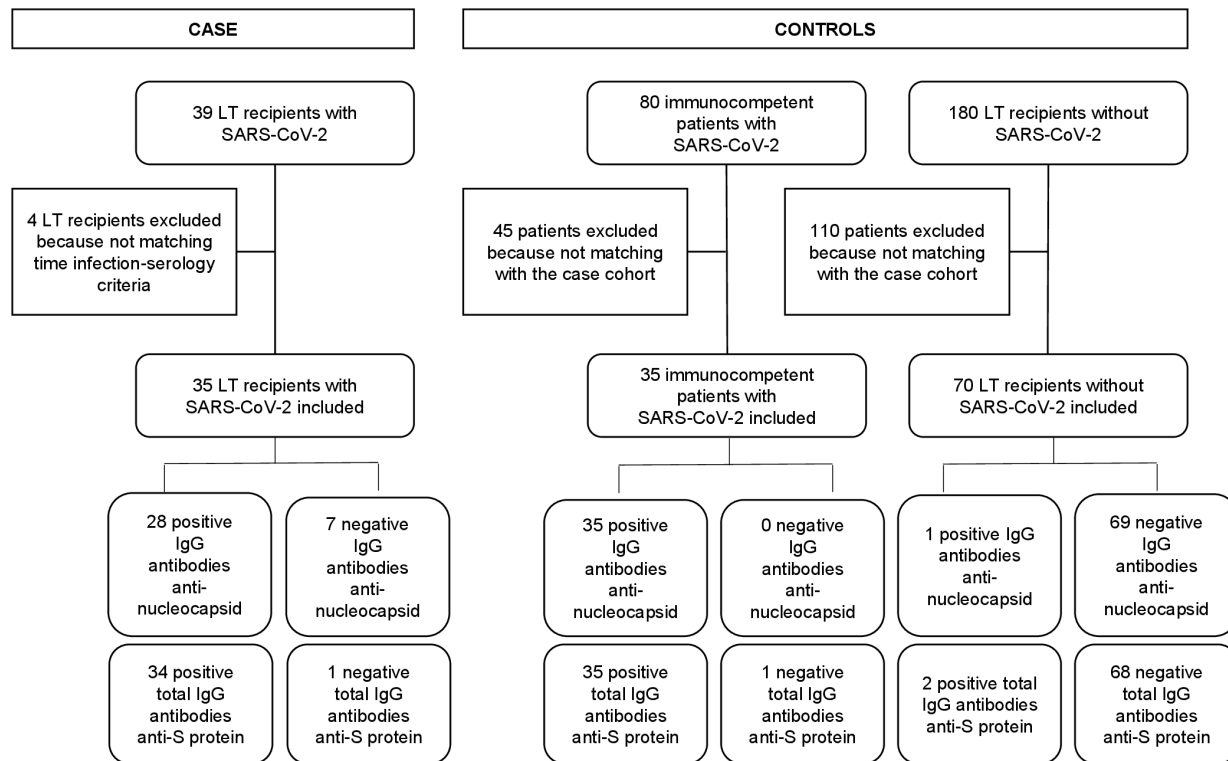 CASE
CONTROLS
39 LT recipients with
SARS-CoV-2
80 immunocompetent
patients with
SARS-CoV-2
180 LT recipients without
SARS-CoV-2
4 LT recipients excluded
because not matching
time infection-serology
criteria
45 patients excluded
because not matching
with the case cohort
110 patients excluded
because not matching
with the case cohort
35 LT recipients with
SARS-CoV-2 included
35 immunocompetent
patients with
SARS-CoV-2 included
70 LT recipients without
SARS-CoV-2 included
28 positive
IgG
antibodies
anti-
nucleocapsid
7 negative
IgG
antibodies
anti-
nucleocapsid
35 positive
IgG
antibodies
anti-
nucleocapsid
0 negative
IgG
antibodies
anti-
nucleocapsid
1 positive IgG
antibodies
anti-
nucleocapsid
69 negative
IgG
antibodies
anti-
nucleocapsid
34 positive
total IgG
antibodies
anti-S protein
1 negative
total IgG
antibodies
anti-S protein
35 positive
total IgG
antibodies
anti-S protein
1 negative
total IgG
antibodies
anti-S protein
2 positive total
IgG antibodies
anti-S protein
68 negative
total IgG
antibodies
anti-S protein